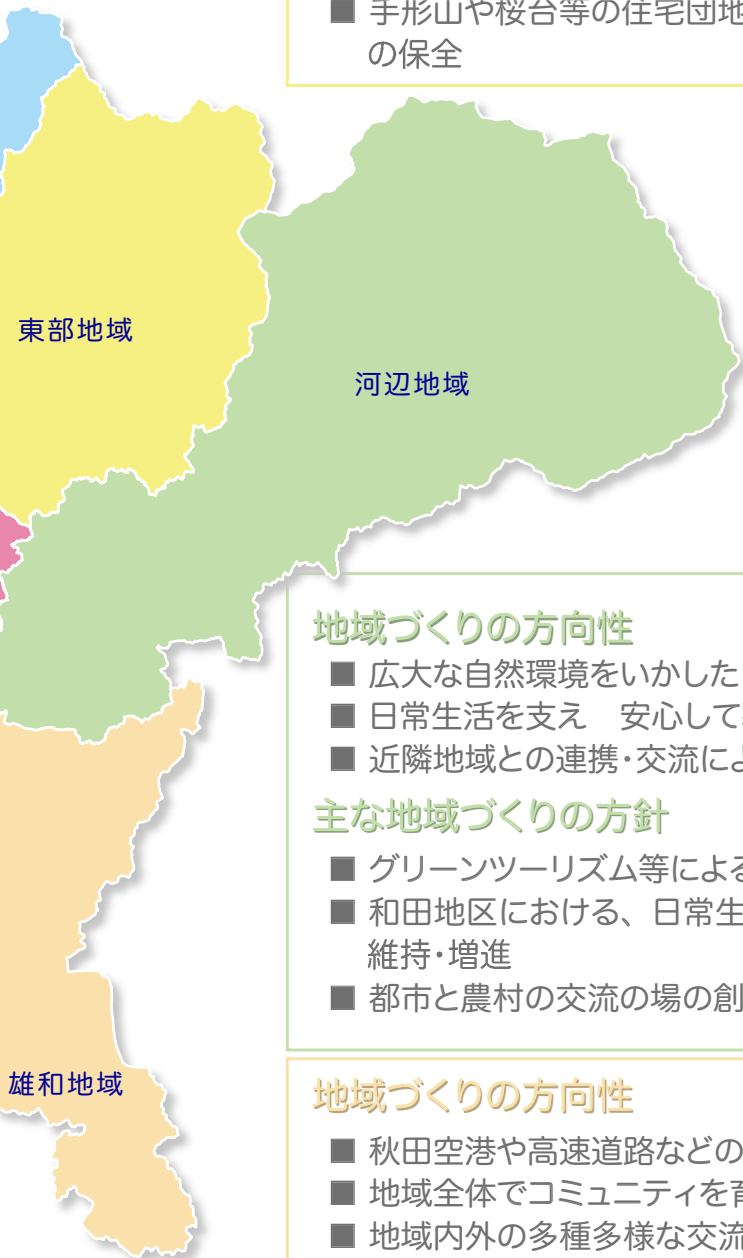 ■ 手形山や桜台等の住宅団地
の保全
東部地域
河辺地域
地域づくりの方向性
■ 広大な自然環境をいかした
■ 日常生活を支え　安心して
■ 近隣地域との連携・交流によ
主な地域づくりの方針
■ グリーンツーリズム等による
■ 和田地区における、日常生
維持・増進
■ 都市と農村の交流の場の創
雄和地域
地域づくりの方向性
■ 秋田空港や高速道路などの
■ 地域全体でコミュニティを育
■ 地域内外の多種多様な交流